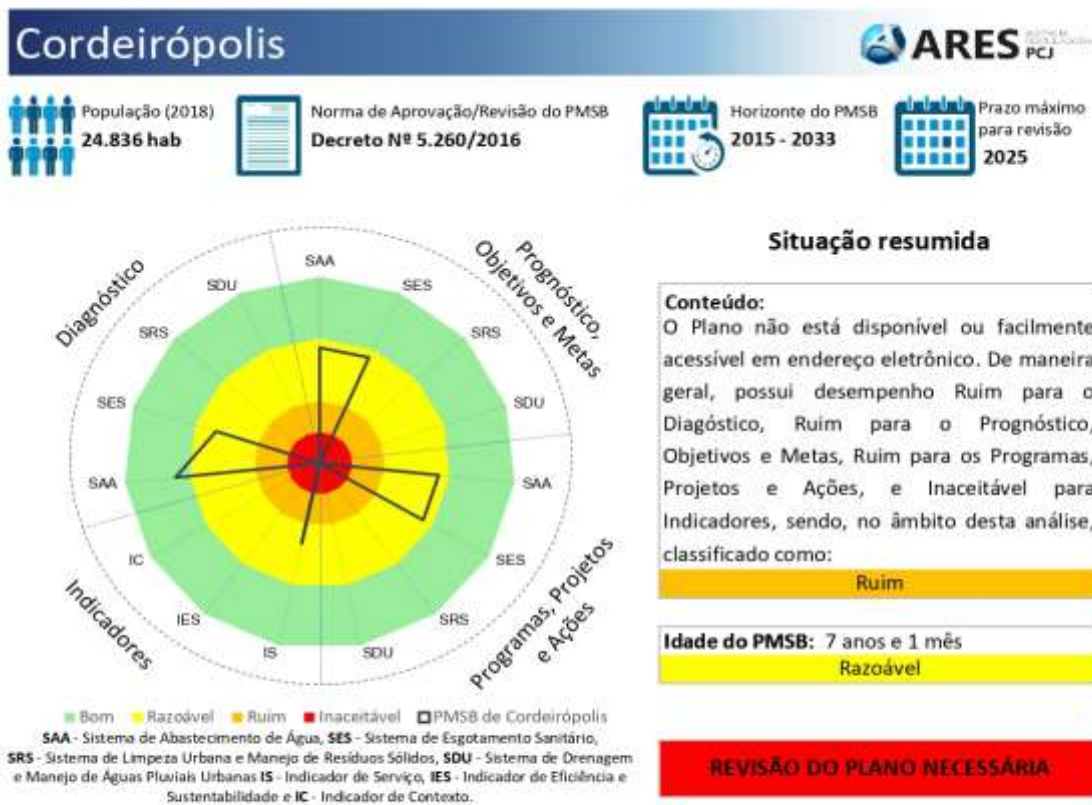 Cordeirópolis
ARES
PCJ
População (2018)
24.836 hab
Norma de Aprovação/Revisão do PMSB
Decreto Nº 5.260/2016
Horizonte do PMSB
2015 - 2033
Prazo máximo
para revisão
2025
Diagnóstico
Prognóstico,
Objetivos e Metas
SAA
SES
SRS
SDU
SAA
SES
SRS
SDU
IS
IES
IC
SAA
SES
SRS
SDU
Indicadores
Programas, Projetos
e Ações
Bom Razoável Ruim Inaceitável PMSB de Cordeirópolis
SAA - Sistema de Abastecimento de Água, SES - Sistema de Esgotamento Sanitário,
SRS - Sistema de Limpeza Urbana e Manejo de Resíduos Sólidos, SDU - Sistema de Drenagem
e Manejo de Águas Pluviais Urbanas IS - Indicador de Serviço, IES - Indicador de Eficiência e
Sustentabilidade e IC - Indicador de Contexto.
Situação resumida
Conteúdo:
O Plano não está disponível ou facilmente
acessível em endereço eletrônico. De maneira
geral, possui desempenho Ruim para o
Diagóstico, Ruim para o Prognóstico,
Objetivos e Metas, Ruim para os Programas,
Projetos e Ações, e Inaceitável para
Indicadores, sendo, no âmbito desta análise,
classificado como:
Ruim
Idade do PMSB: 7 anos e 1 mês
Razoável
REVISÃO DO PLANO NECESSÁRIA